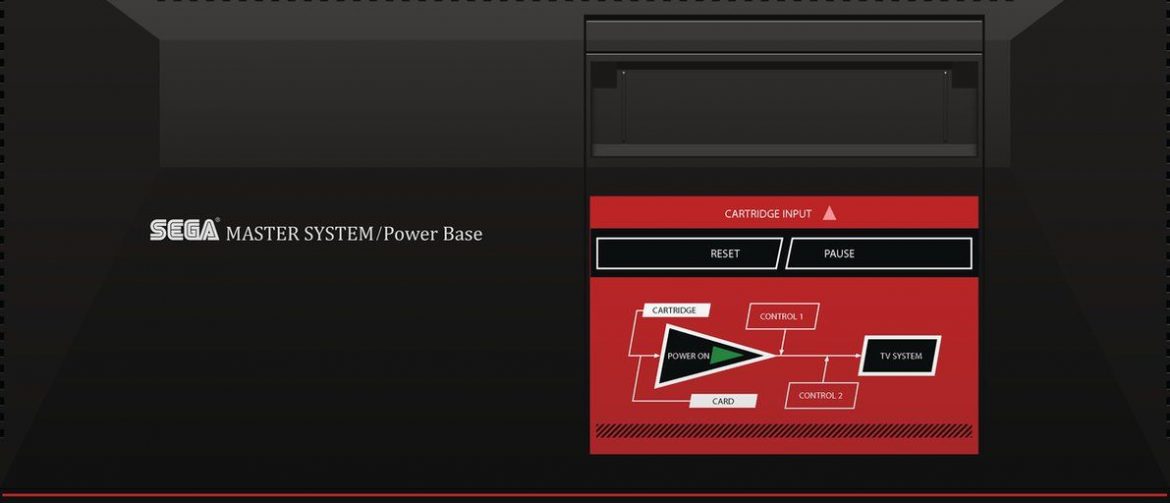 SEGA® MASTER SYSTEM/Power Base
CARTRIDGE INPUT
RESET
PAUSE
CARTRIDGE
CONTROL 1
POWER ON
TV SYSTEM
CARD
CONTROL 2